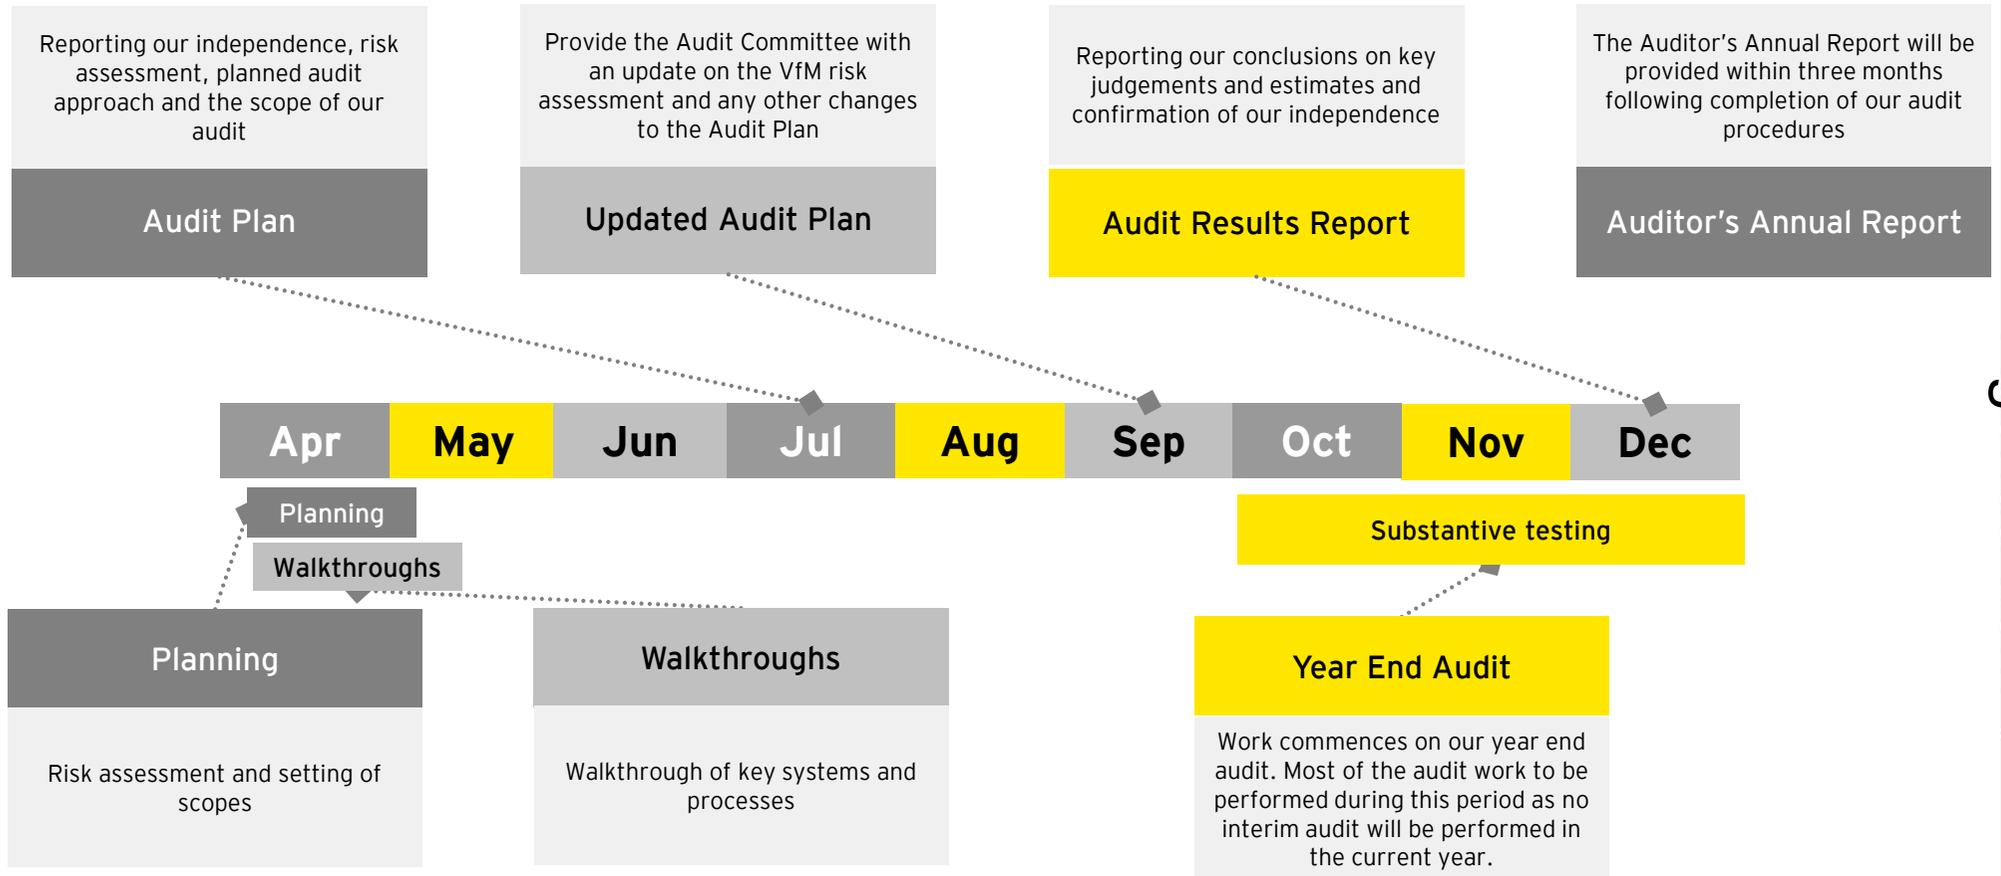 Reporting our independence, risk
assessment, planned audit
approach and the scope of our
audit
Audit Plan
Provide the Audit Committee with
an update on the VfM risk
assessment and any other changes
to the Audit Plan
Updated Audit Plan
Reporting our conclusions on key
judgements and estimates and
confirmation of our independence
Audit Results Report
The Auditor's Annual Report will be
provided within three months
following completion of our audit
procedures
Auditor's Annual Report
Apr May Jun Jul Aug Sep Oct Nov Dec
Planning
Walkthroughs
Substantive testing
Planning
Risk assessment and setting of
scopes
Walkthroughs
Walkthrough of key systems and
processes
Year End Audit
Work commences on our year end
audit. Most of the audit work to be
performed during this period as no
interim audit will be performed in
the current year.